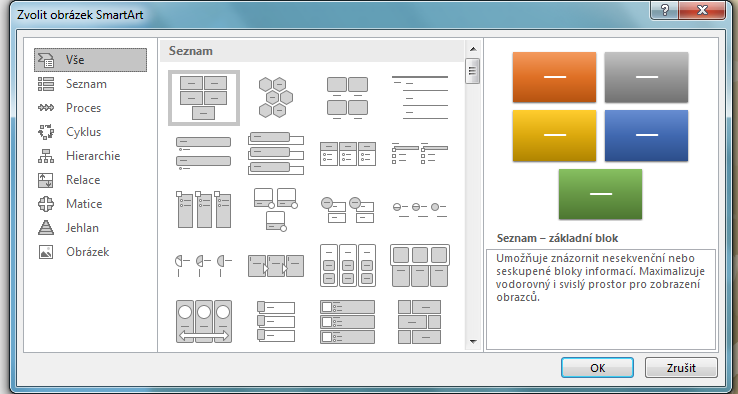 Zvolit obrázek SmartArt
Vše
Seznam
Proces
Cyklus
Hierarchie
Relace
Matice
Jehlan
Obrázek
Seznam
Seznam – základní blok
Umožňuje znázornit nesekvenční nebo
seskupené bloky informací. Maximalizuje
vodorovný i svislý prostor pro zobrazení
obrazců.
OK
Zrušit